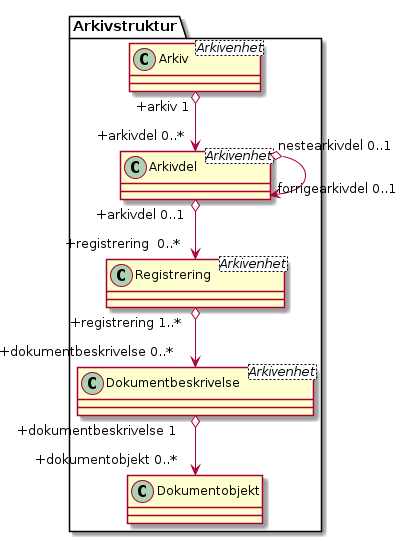 Arkivstruktur
Arkivenhet
C Arkiv
+arkiv 1
+arkivdel 0..*
Arkivenhet
C Arkivdel
nestearkivdel 0..1
forrigearkivdel 0..1
+arkivdel 0..1
+registrering 0..*
Arkivenhet
C Registrering
+registrering 1..*
+dokumentbeskrivelse 0..*
Arkivenhet
C Dokumentbeskrivelse
+dokumentbeskrivelse 1
+dokumentobjekt 0..*
C Dokumentobjekt